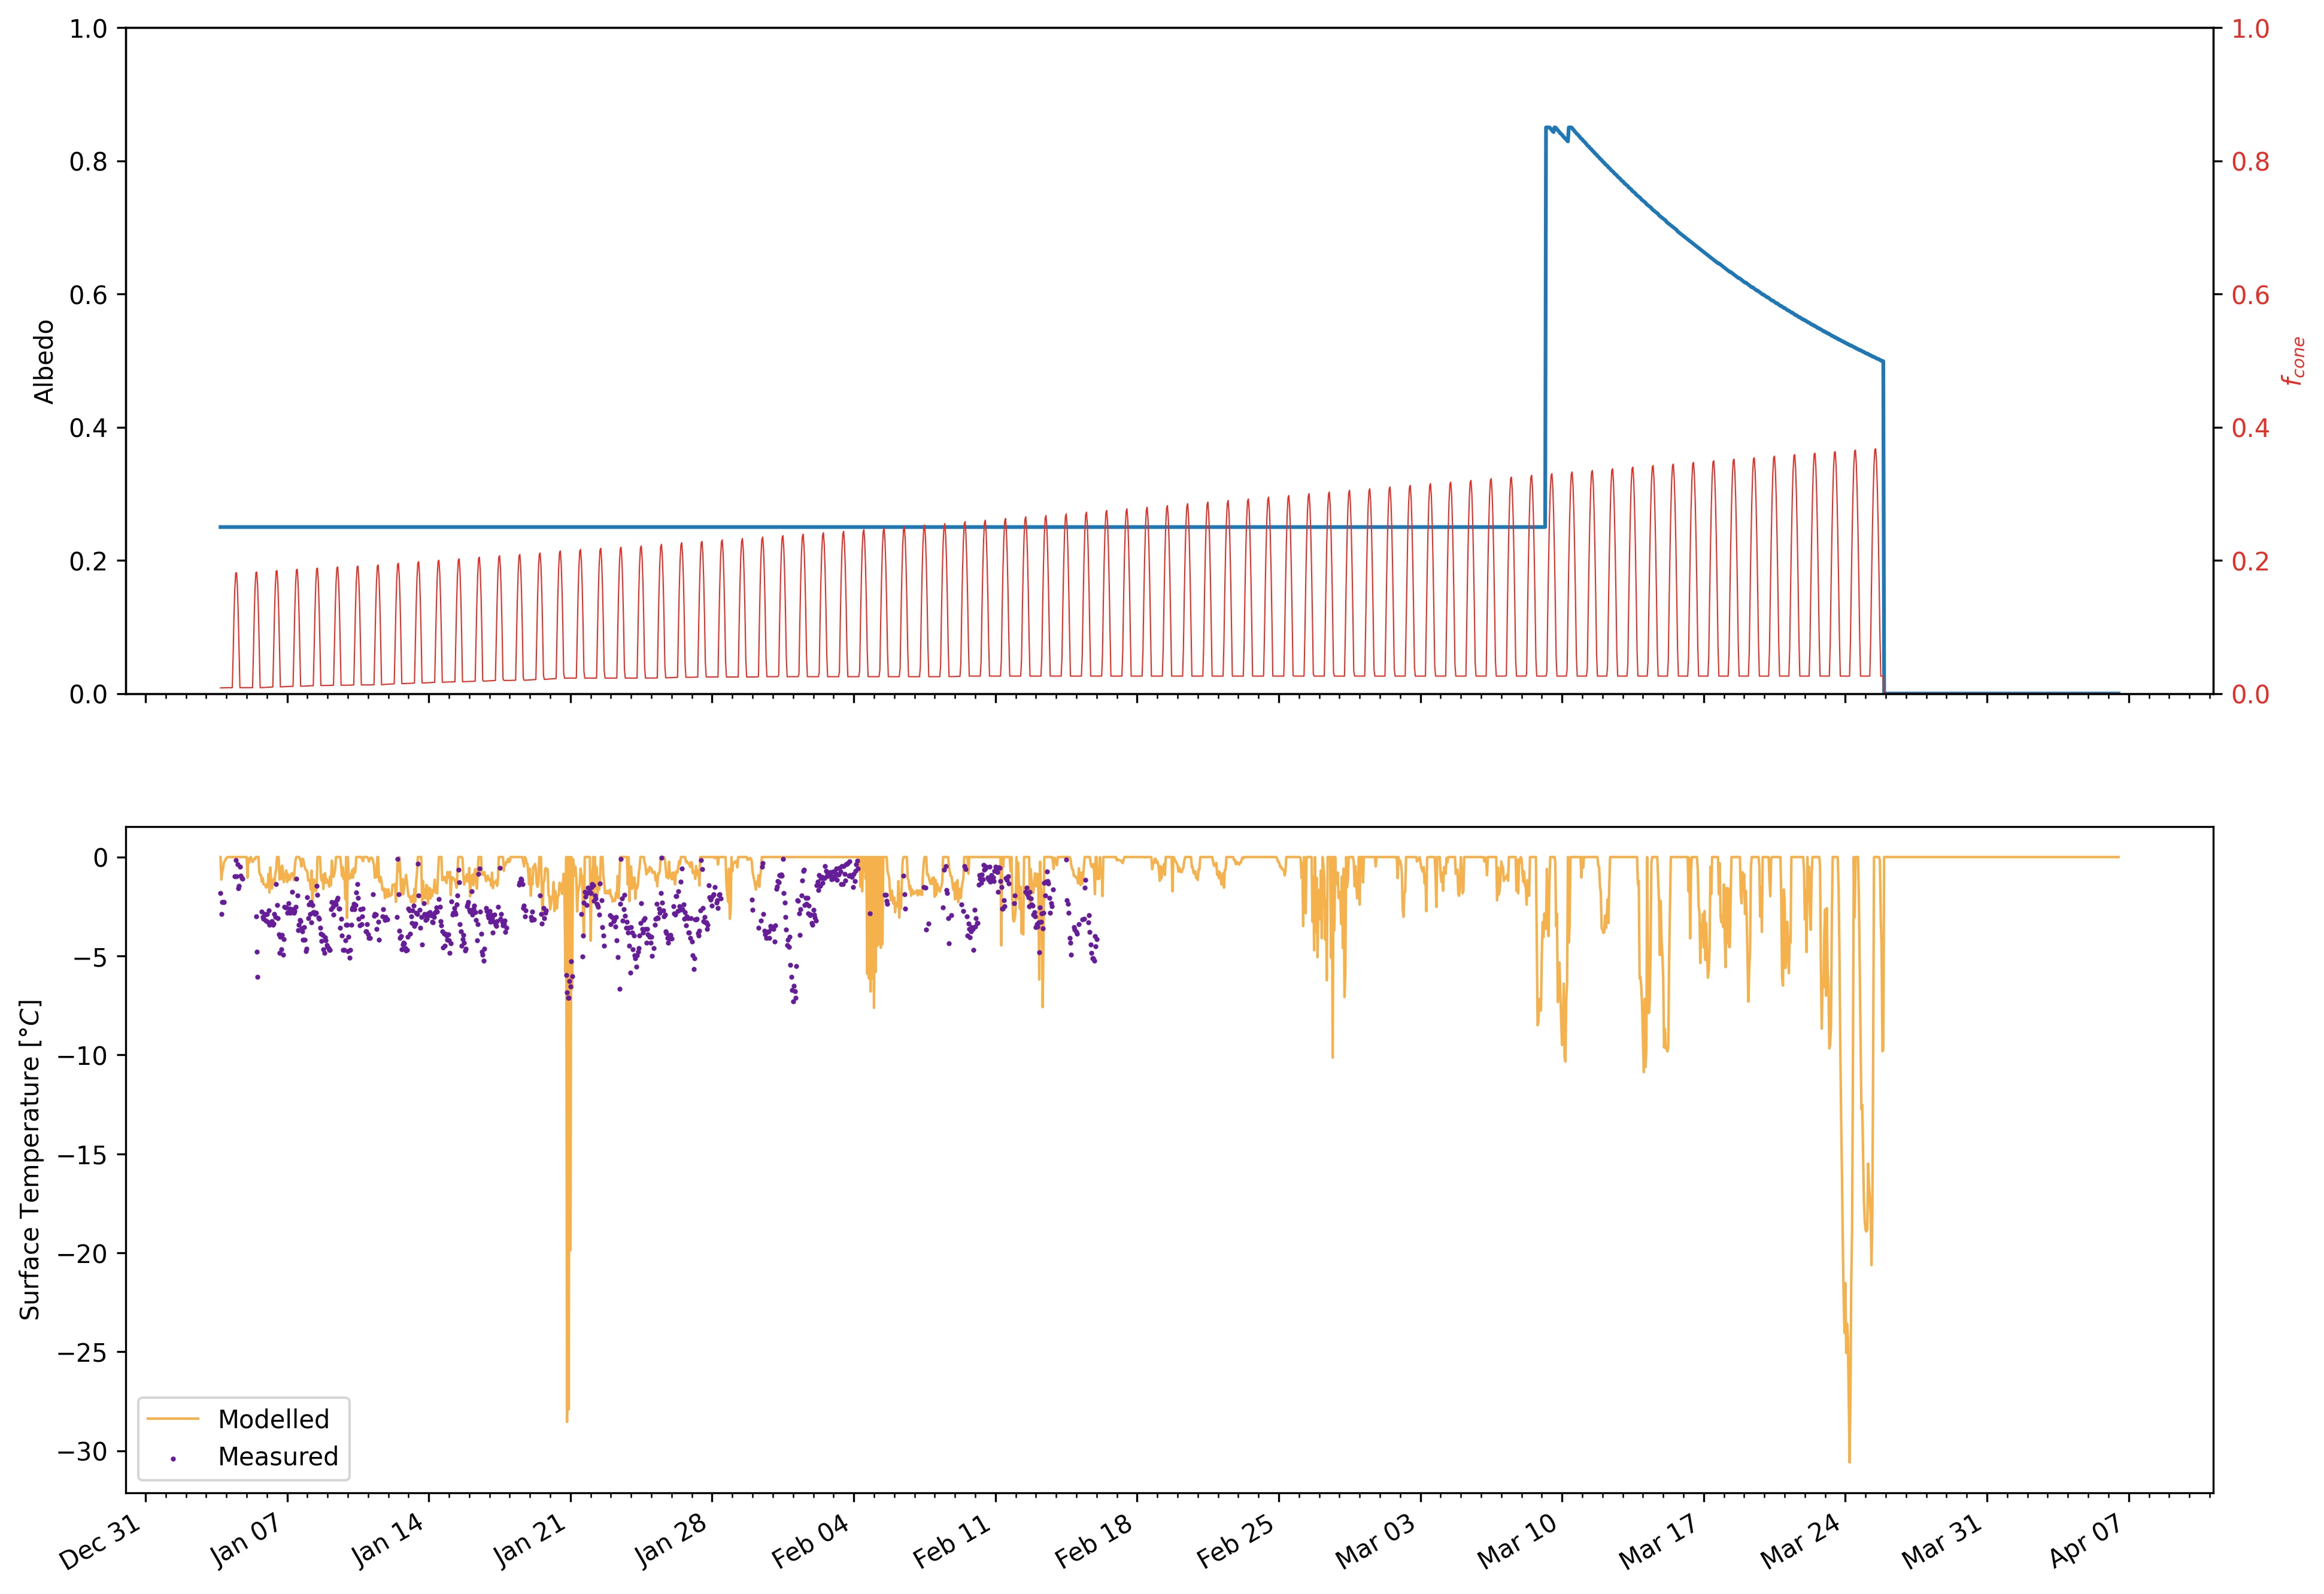 1.0
0.8
0.6
0.4
0.2
0.0
Albedo
1.0
0.8
0.6
0.4
0.2
0.0
f_cone
0
−5
−10
−15
−20
−25
−30
Surface Temperature [°C]
Modelled
Measured
Dec 31
Jan 07
Jan 14
Jan 21
Jan 28
Feb 04
Feb 11
Feb 18
Feb 25
Mar 03
Mar 10
Mar 17
Mar 24
Mar 31
Apr 07